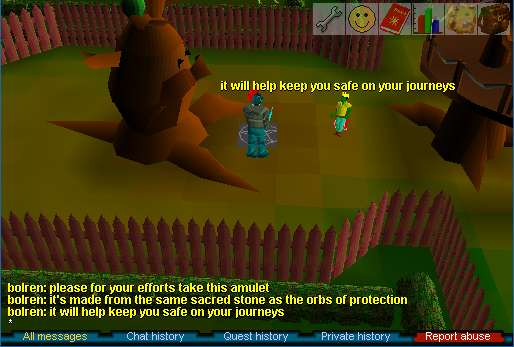 it will help keep you safe on your journeys
bolren: please for your efforts take this amulet
bolren: it's made from the same sacred stone as the orbs of protection
bolren: it will help keep you safe on your journeys
*
All messages Chat history Quest history Private history Report abuse